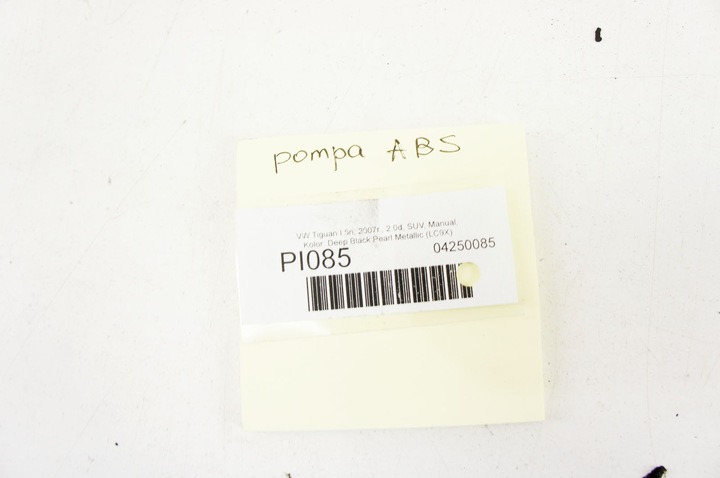 pompa ABS
VW Tiguan I 5n, 2007r., 2.0d, SUV, Manual,
Kolor: Deep Black Pearl Metallic (LC9X)
PI085 04250085